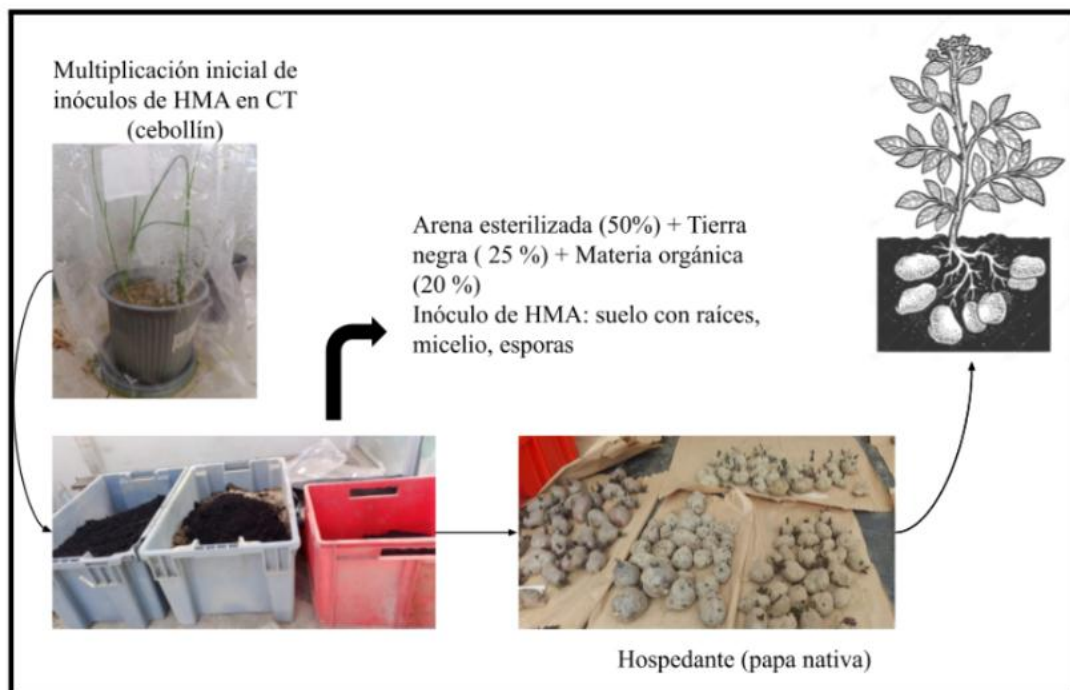 Multiplicación inicial de
inóculos de HMA en CT
(cebollín)
Arena esterilizada (50%) + Tierra
negra ( 25 %) + Materia orgánica
(20 %)
Inóculo de HMA: suelo con raíces,
micelio, esporas
Hospedante (papa nativa)